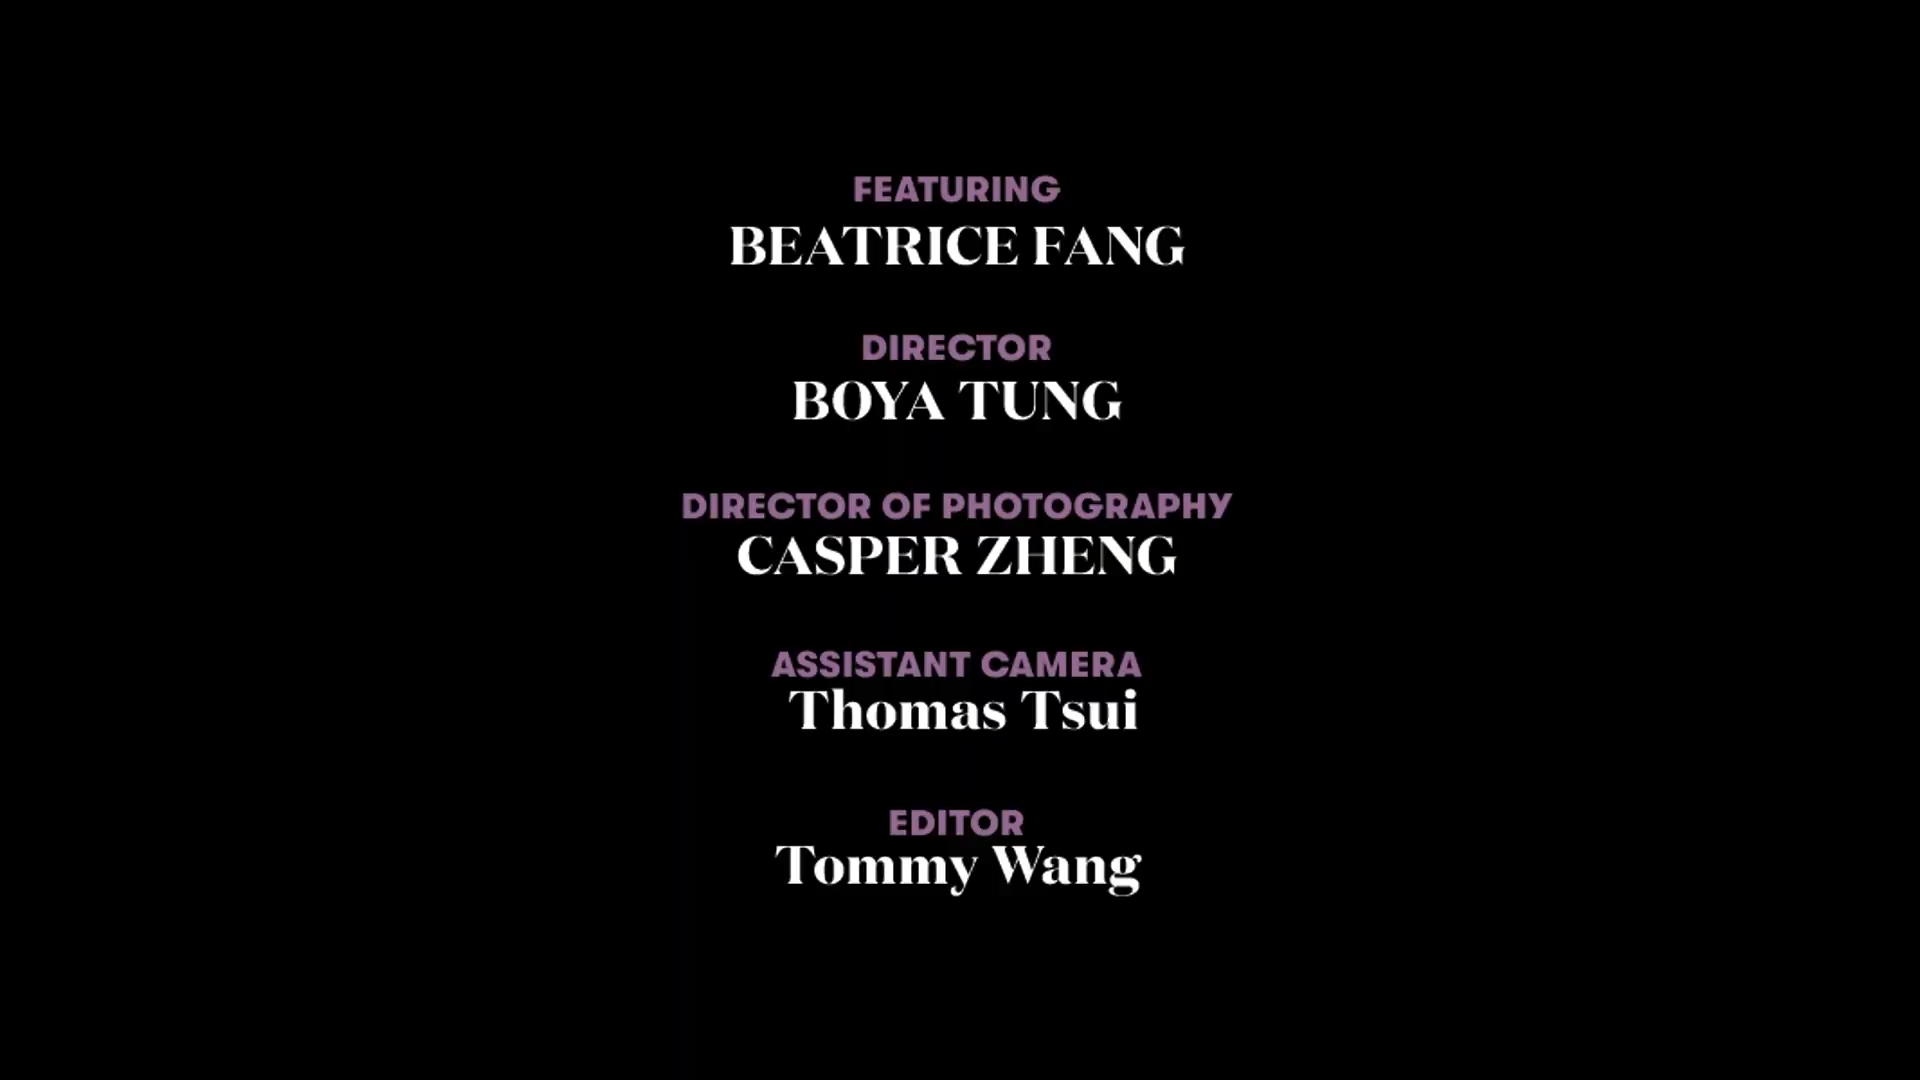 FEATURING
BEATRICE FANG
DIRECTOR
BOYA TUNG
DIRECTOR OF PHOTOGRAPHY
CASPER ZHENG
ASSISTANT CAMERA
Thomas Tsui
EDITOR
Tommy Wang